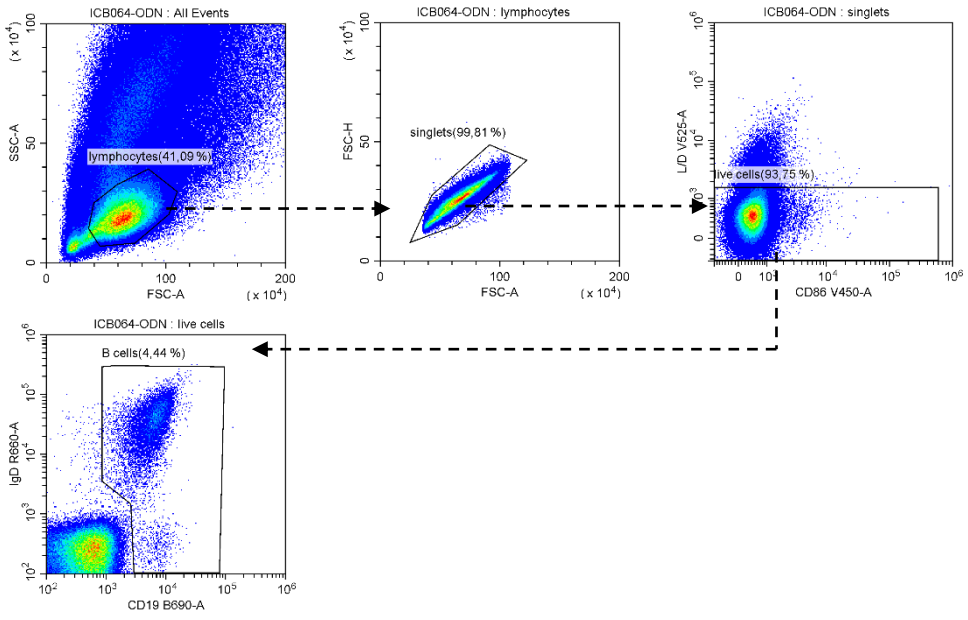 ICB064-ODN : All Events
SSC-A
(x 10⁴)
100
50
0
lymphocytes(41,09 %)
0
100
200
FSC-A
(x 10⁴)
ICB064-ODN : lymphocytes
FSC-H
(x 10⁴)
100
50
0
singlets(99,81 %)
0
100
200
FSC-A
(x 10⁴)
ICB064-ODN : singlets
L/D V525-A
10⁶
10⁵
10⁴
10³
0
live cells(93,75 %)
0
10³
10⁴
10⁵
10⁶
CD86 V450-A
ICB064-ODN : live cells
IgD R660-A
10⁶
10⁵
10⁴
10³
10²
B cells(4,44 %)
10²
10³
10⁴
10⁵
10⁶
CD19 B690-A